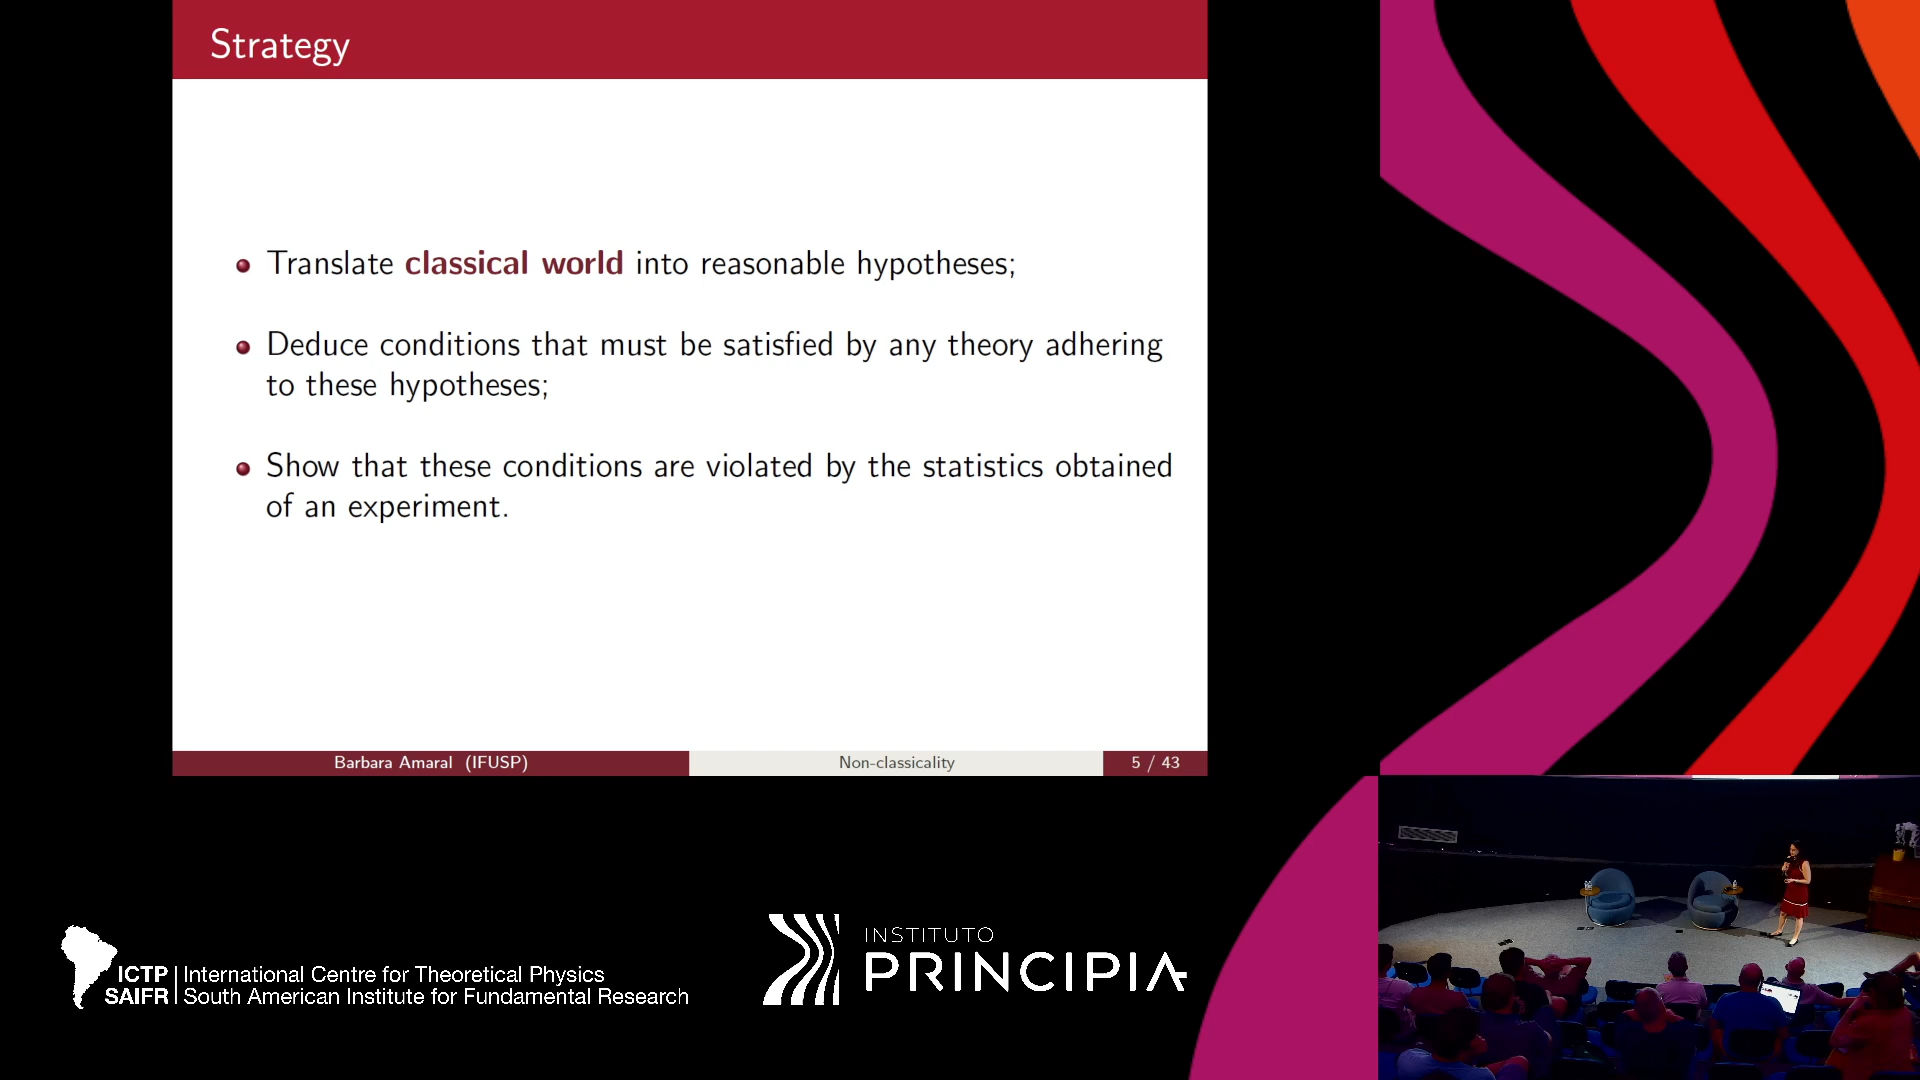 Strategy
Translate classical world into reasonable hypotheses;
Deduce conditions that must be satisfied by any theory adhering
to these hypotheses;
Show that these conditions are violated by the statistics obtained
of an experiment.
Barbara Amaral (IFUSP)
Non-classicality
5 / 43
ICTP
SAIFR
International Centre for Theoretical Physics
South American Institute for Fundamental Research
INSTITUTO
PRINCIPIA